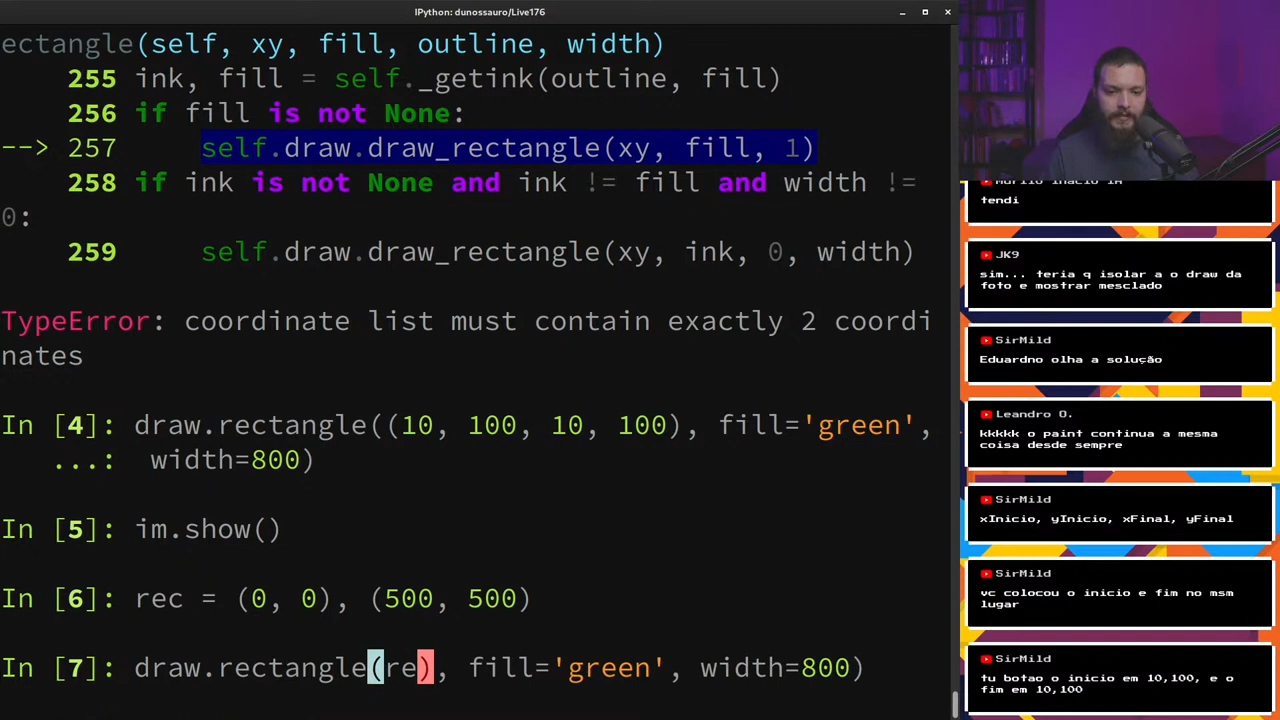 IPython: dunossauro/Live176
ectangle(self, xy, fill, outline, width)
255 ink, fill = self._getink(outline, fill)
256 if fill is not None:
--> 257 self.draw.draw_rectangle(xy, fill, 1)
258 if ink is not None and ink != fill and width !=
0:
259 self.draw.draw_rectangle(xy, ink, 0, width)
TypeError: coordinate list must contain exactly 2 coordi
nates
In [4]: draw.rectangle((10, 100, 10, 100), fill='green',
...: width=800)
In [5]: im.show()
In [6]: rec = (0, 0), (500, 500)
In [7]: draw.rectangle(re), fill='green', width=800)
Murilo Inácio IA
tendi
JK9
sim... teria q isolar a o draw da
foto e mostrar mesclado
SirMild
Eduardno olha a solução
Leandro O.
kkkkk o paint continua a mesma
coisa desde sempre
SirMild
xInicio, yInicio, xFinal, yFinal
SirMild
vc colocou o inicio e fim no msm
lugar
SirMild
tu botao o inicio em 10,100, e o
fim em 10,100